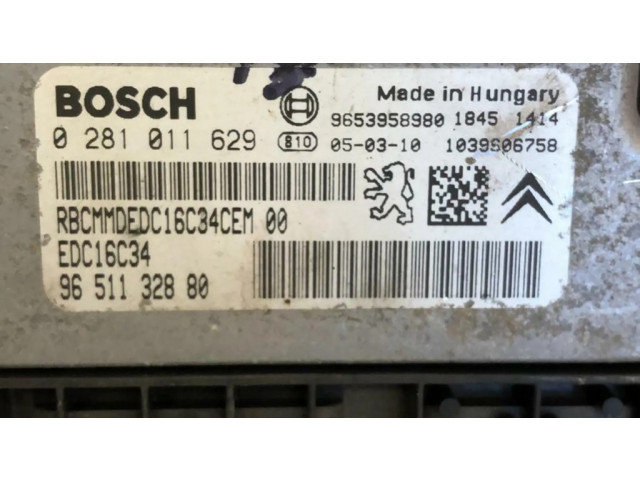 BOSCH
Made in Hungary
9653958980 1845 1414
0 281 011 629 810 05-03-10 1039S06758
RBCMMDEDC16C34CEM 00
EDC16C34
96 511 328 80